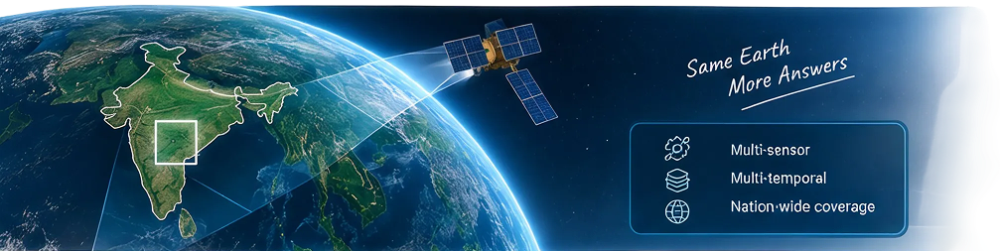 Same Earth
More Answers
Multi-sensor
Multi-temporal
Nation-wide coverage